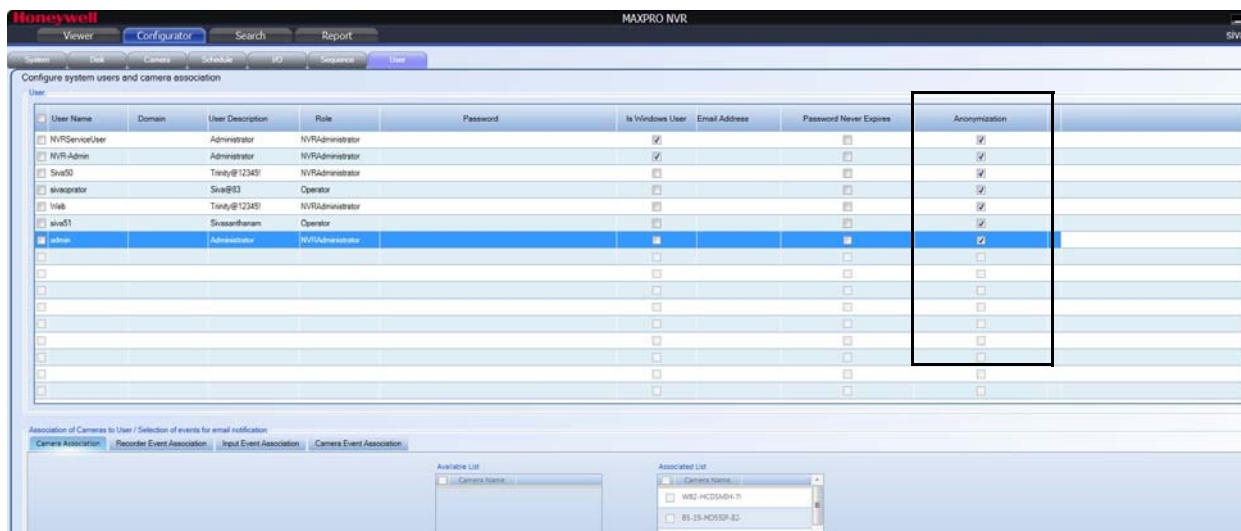 Honeywell MAXPRO NVR
Viewer Configurator Search Report
System Disk Camera Schedule I/O Sequence User
Configure system users and camera association
User
User Name Domain User Description Role Password Is Windows User Email Address Password Never Expires Anonymization
NVRServiceUser Administrator NVRAdministrator
NVR-Admin Administrator NVRAdministrator
Siva50 Trinity@12345! NVRAdministrator
sivaoprator Siva@83 Operator
Web Trinity@12345! NVRAdministrator
siva51 Sivasanthanam Operator
admin Administrator NVRAdministrator
Association of Cameras to User / Selection of events for email notification
Camera Association Recorder Event Association Input Event Association Camera Event Association
Available List Associated List
Camera Name Camera Name